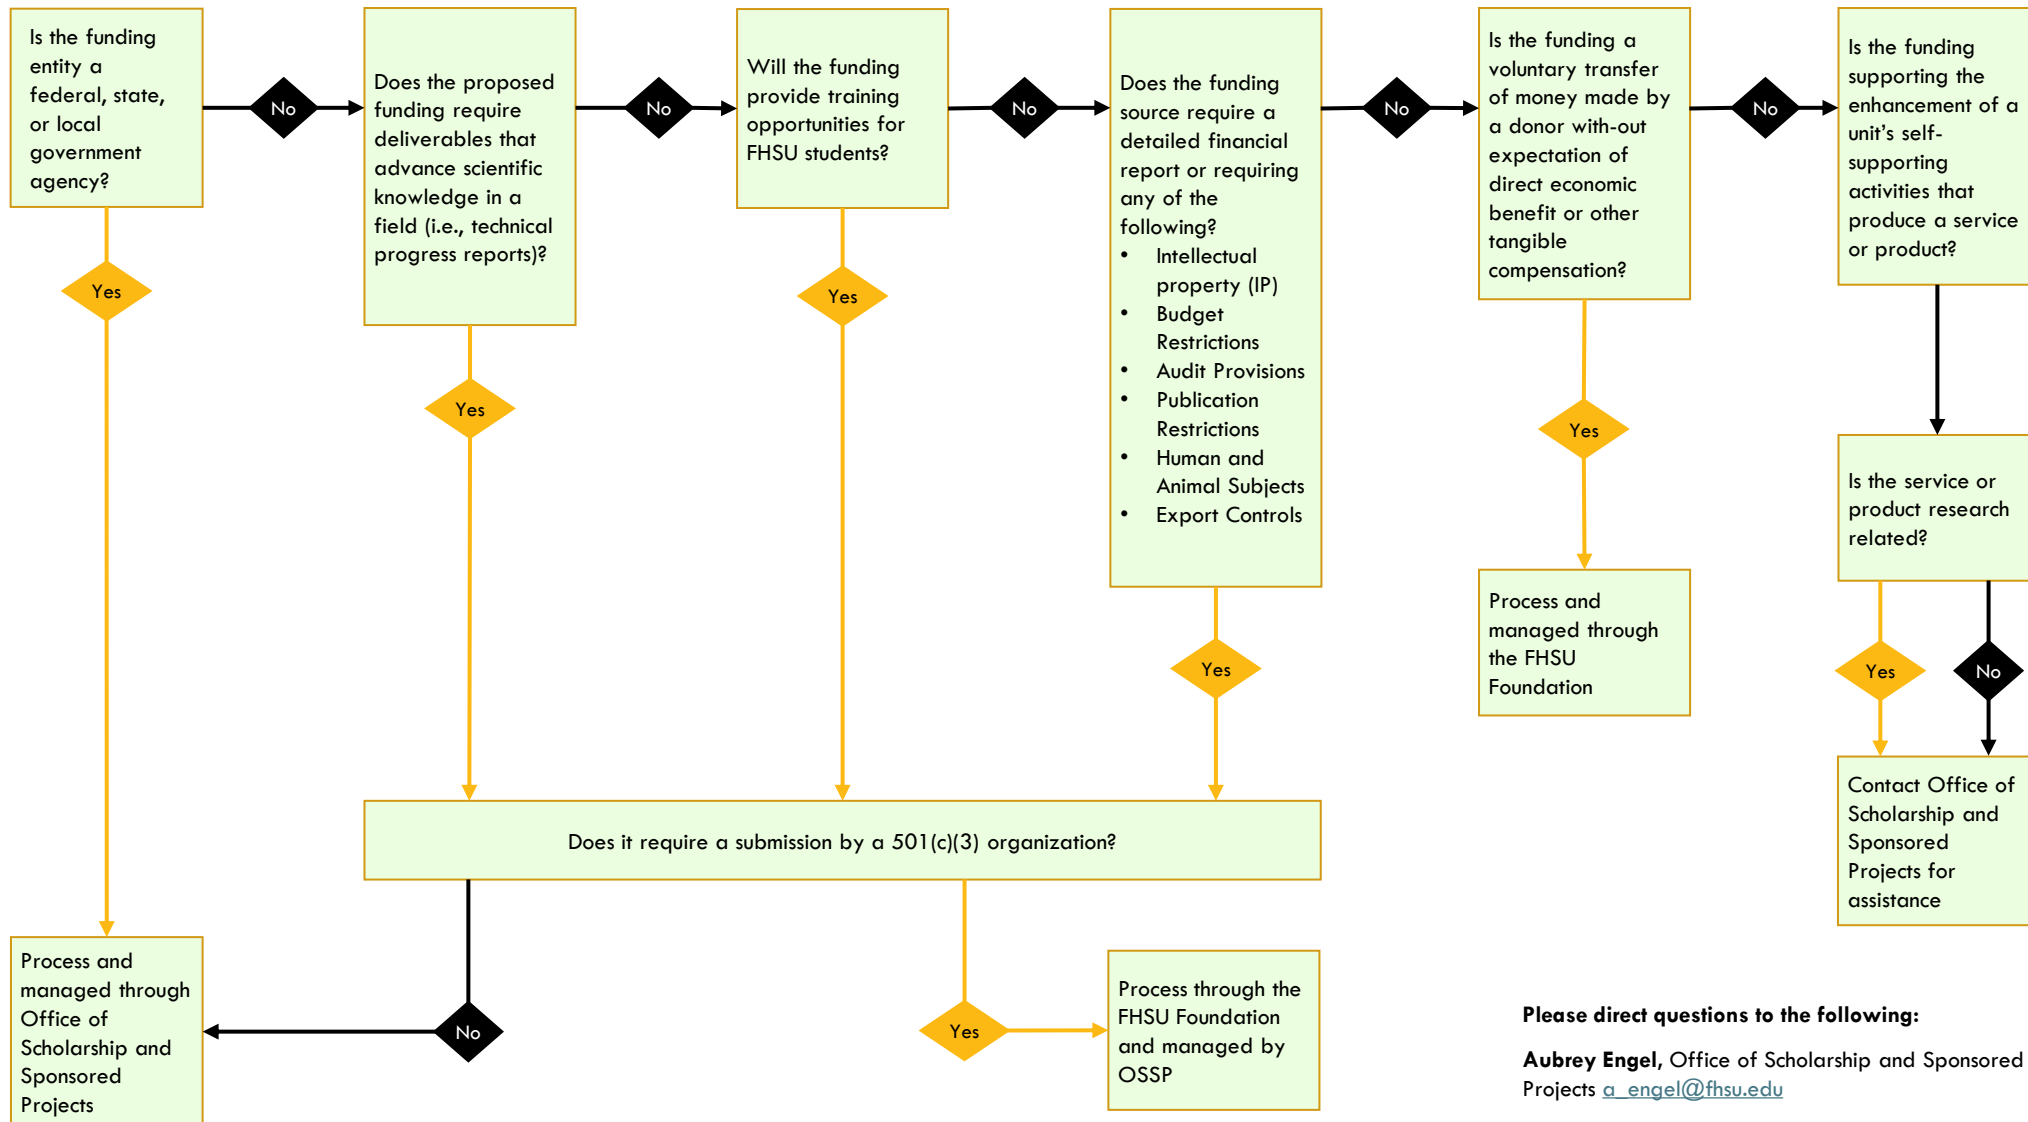 Is the funding
entity a
federal, state,
or local
government
agency?
No
Does the proposed
funding require
deliverables that
advance scientific
knowledge in a
field (i.e., technical
progress reports)?
No
Will the funding
provide training
opportunities for
FHSU students?
No
Does the funding
source require a
detailed financial
report or requiring
any of the
following?
• Intellectual
property (IP)
• Budget
Restrictions
• Audit Provisions
• Publication
Restrictions
• Human and
Animal Subjects
• Export Controls
No
Is the funding a
voluntary transfer
of money made by
a donor with-out
expectation of
direct economic
benefit or other
tangible
compensation?
No
Is the funding
supporting the
enhancement of a
unit's self-
supporting
activities that
produce a service
or product?
Yes
Yes
Yes
Yes
Yes
Is the service or
product research
related?
Process and
managed through
the FHSU
Foundation
Yes
No
Contact Office of
Scholarship and
Sponsored
Projects for
assistance
Does it require a submission by a 501(c)(3) organization?
No
Yes
Process and
managed through
Office of
Scholarship and
Sponsored
Projects
Process through the
FHSU Foundation
and managed by
OSSP
Please direct questions to the following:
Aubrey Engel, Office of Scholarship and Sponsored
Projects a_engel@fhsu.edu